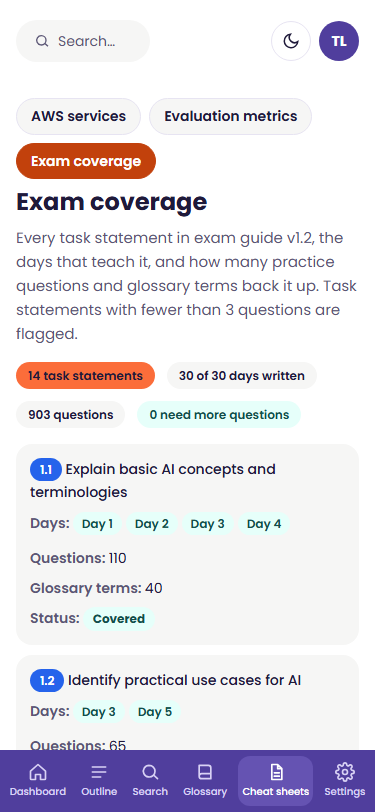 Search...
TL
AWS services
Evaluation metrics
Exam coverage
Exam coverage
Every task statement in exam guide v1.2, the
days that teach it, and how many practice
questions and glossary terms back it up. Task
statements with fewer than 3 questions are
flagged.
14 task statements
30 of 30 days written
903 questions
0 need more questions
1.1 Explain basic AI concepts and
terminologies
Days: Day 1 Day 2 Day 3 Day 4
Questions: 110
Glossary terms: 40
Status: Covered
1.2 Identify practical use cases for AI
Days: Day 3 Day 5
Questions: 65
Dashboard
Outline
Search
Glossary
Cheat sheets
Settings